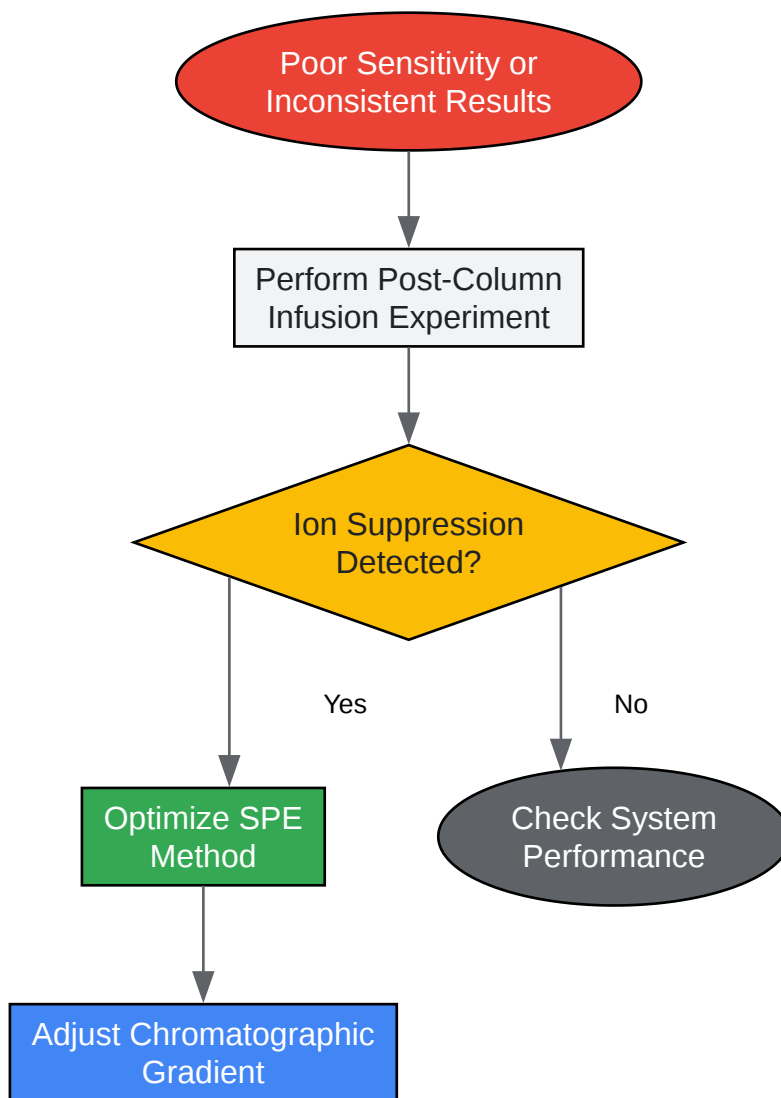 Poor Sensitivity or
Inconsistent Results
Perform Post-Column
Infusion Experiment
Ion Suppression
Detected?
Yes
No
Optimize SPE
Method
Check System
Performance
Adjust Chromatographic
Gradient